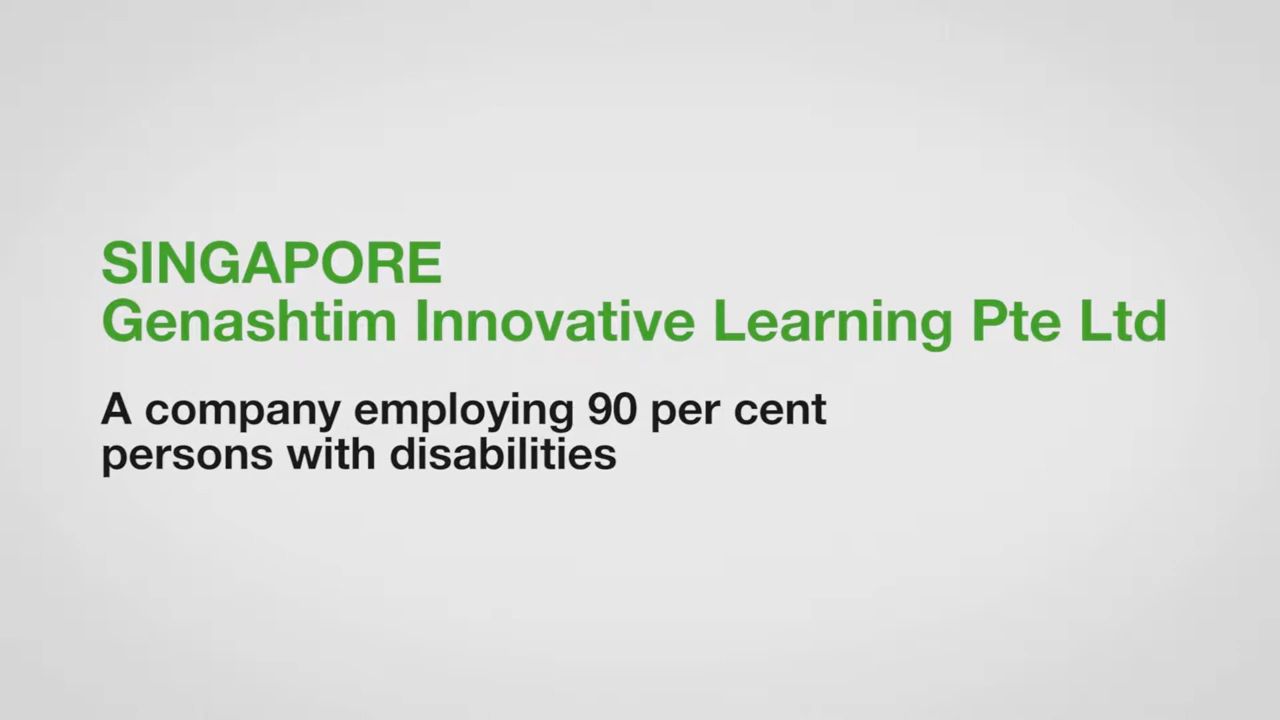 SINGAPORE
Genashtim Innovative Learning Pte Ltd
A company employing 90 per cent
persons with disabilities